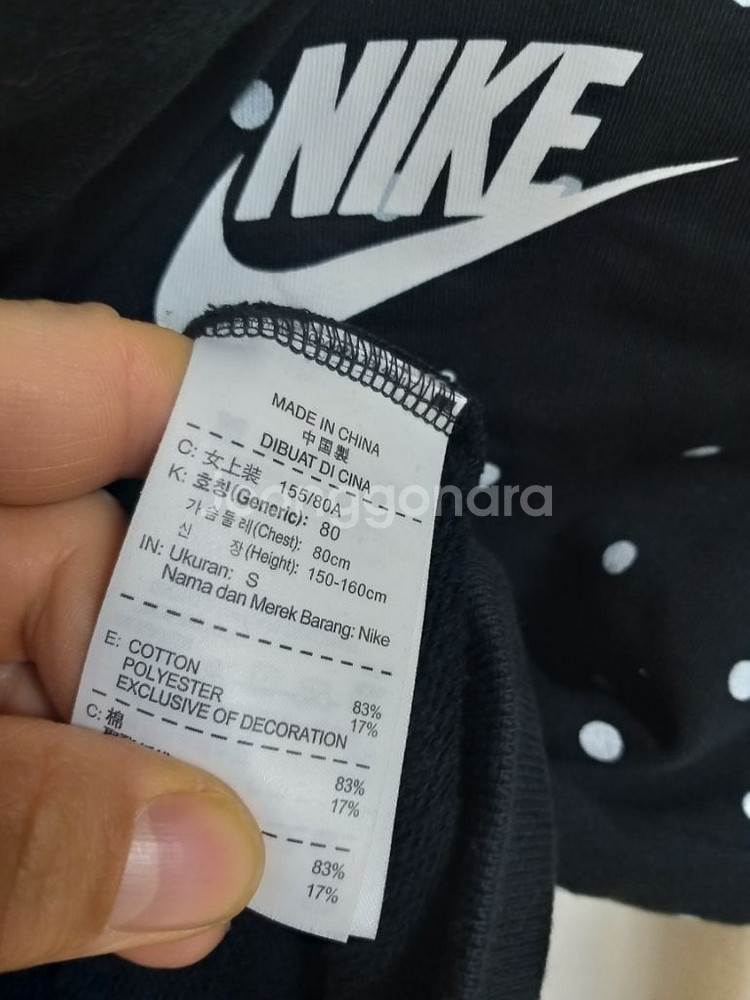 NIKE
MADE IN CHINA
中国製
DIBUAT DI CINA
C: 女上裝 155/80A
K: 호칭(Generic): 80
가슴둘레(Chest): 80cm
신 장(Height): 150-160cm
IN: Ukuran: S
Nama dan Merek Barang: Nike
E: COTTON 83%
POLYESTER 17%
EXCLUSIVE OF DECORATION
C: 棉 83%
17%
83%
17%